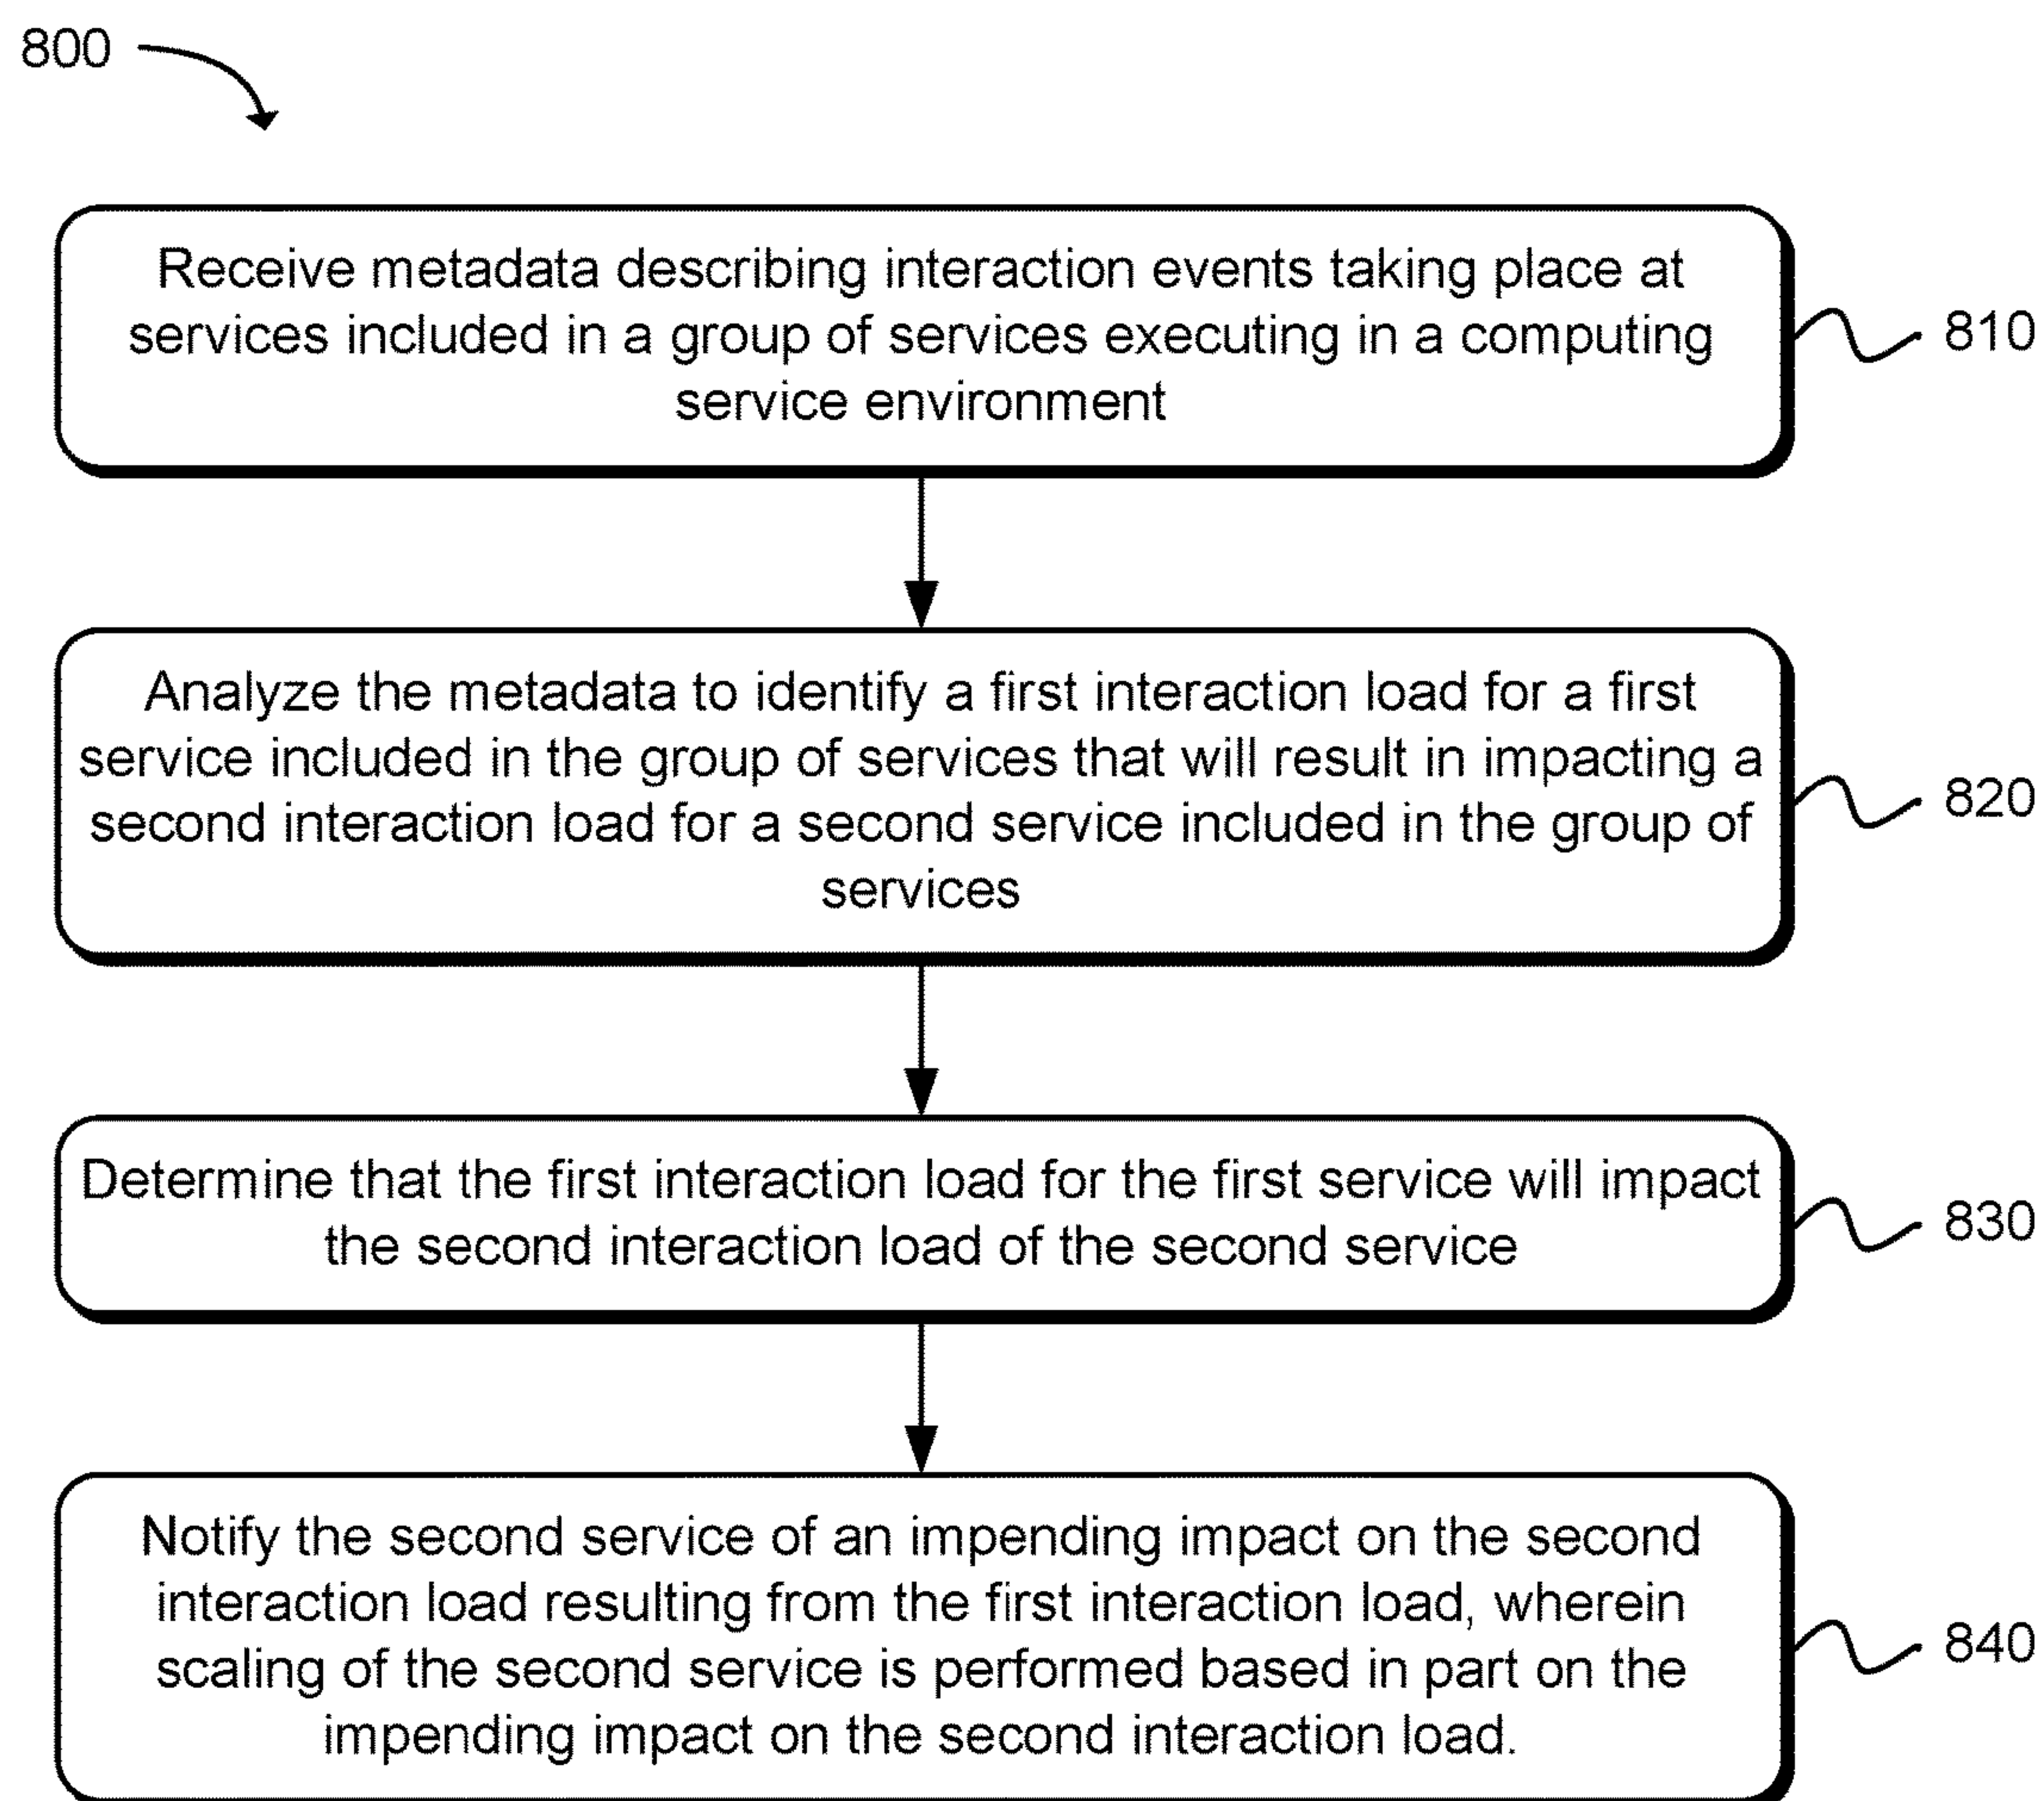 800
Receive metadata describing interaction events taking place at
services included in a group of services executing in a computing
service environment
810
Analyze the metadata to identify a first interaction load for a first
service included in the group of services that will result in impacting a
second interaction load for a second service included in the group of
services
820
Determine that the first interaction load for the first service will impact
the second interaction load of the second service
830
Notify the second service of an impending impact on the second
interaction load resulting from the first interaction load, wherein
scaling of the second service is performed based in part on the
impending impact on the second interaction load.
840